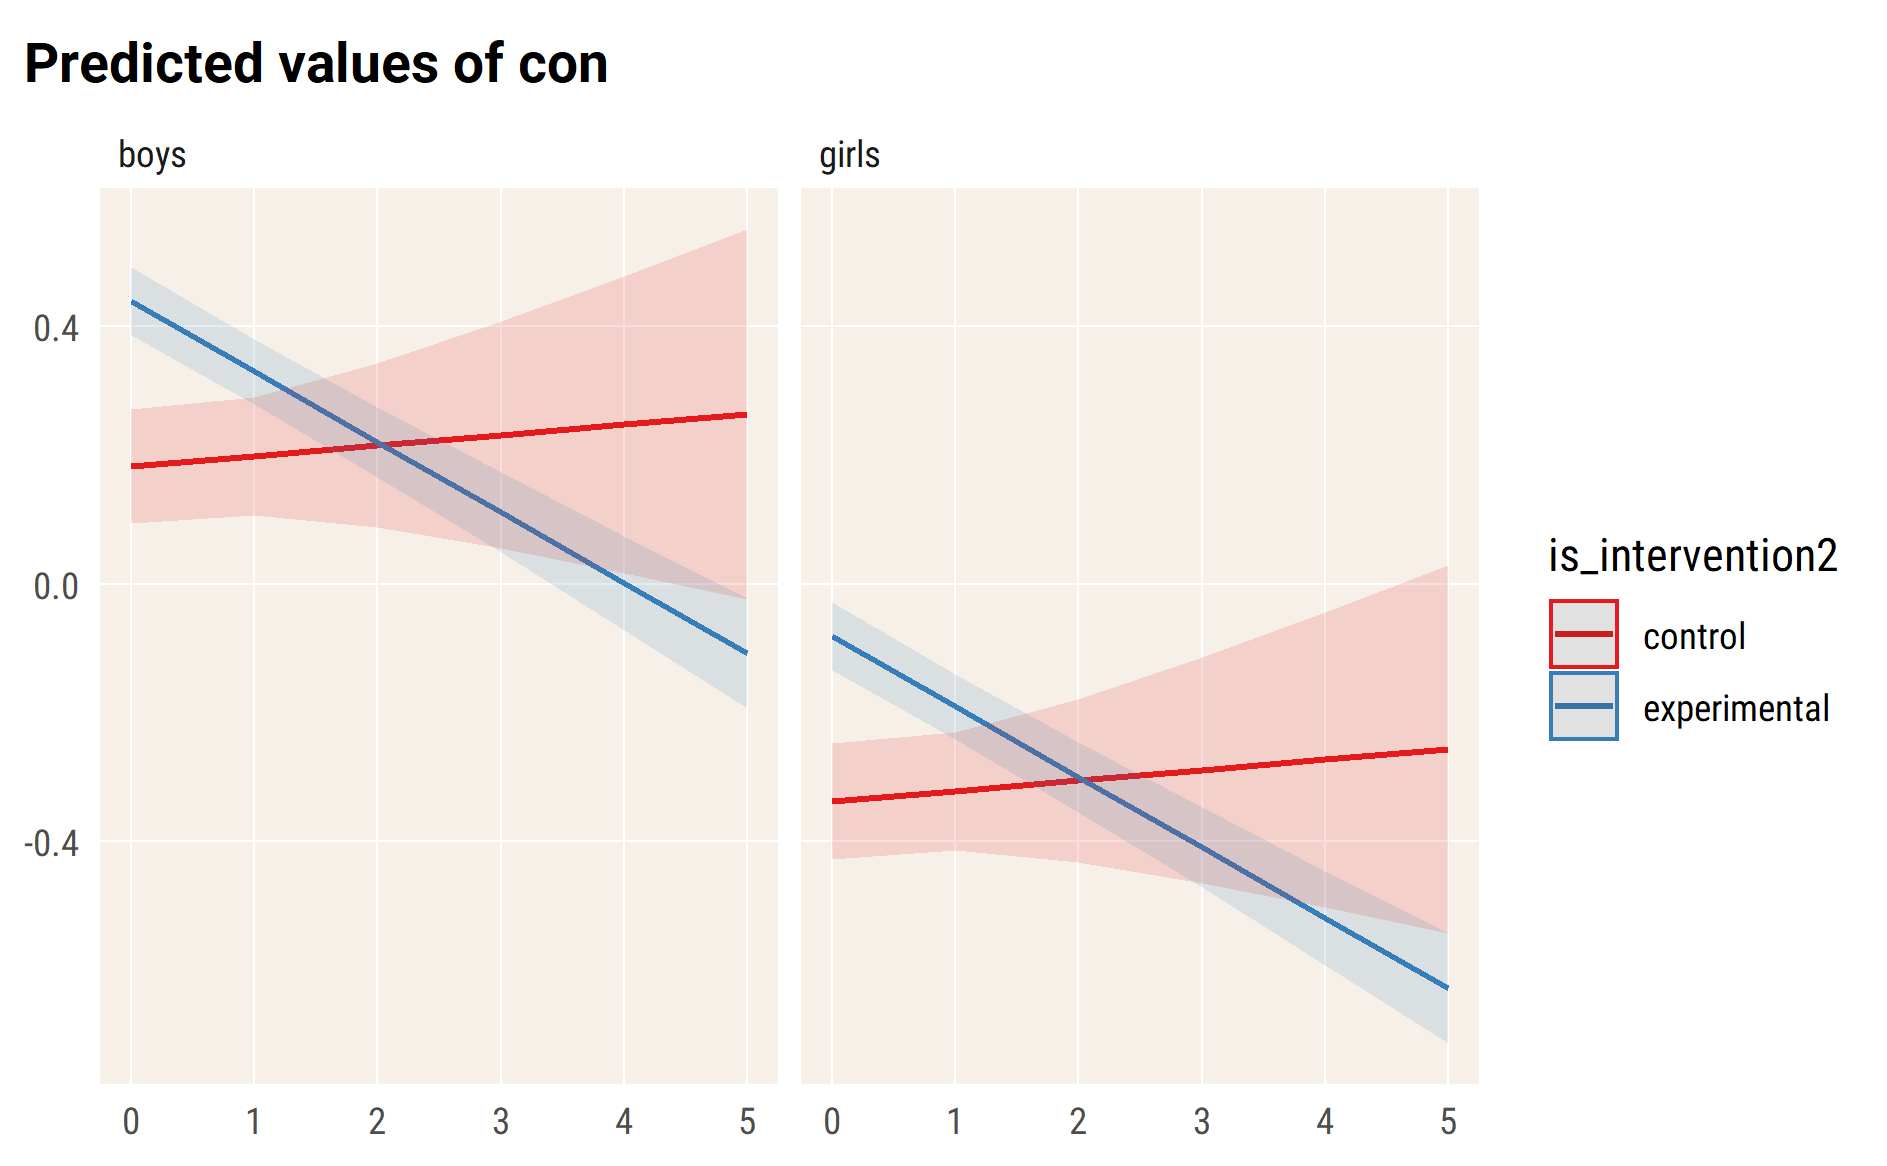 Predicted values of con
boys
girls
0.4
0.0
-0.4
0 1 2 3 4 5
0 1 2 3 4 5
is_intervention2
control
experimental